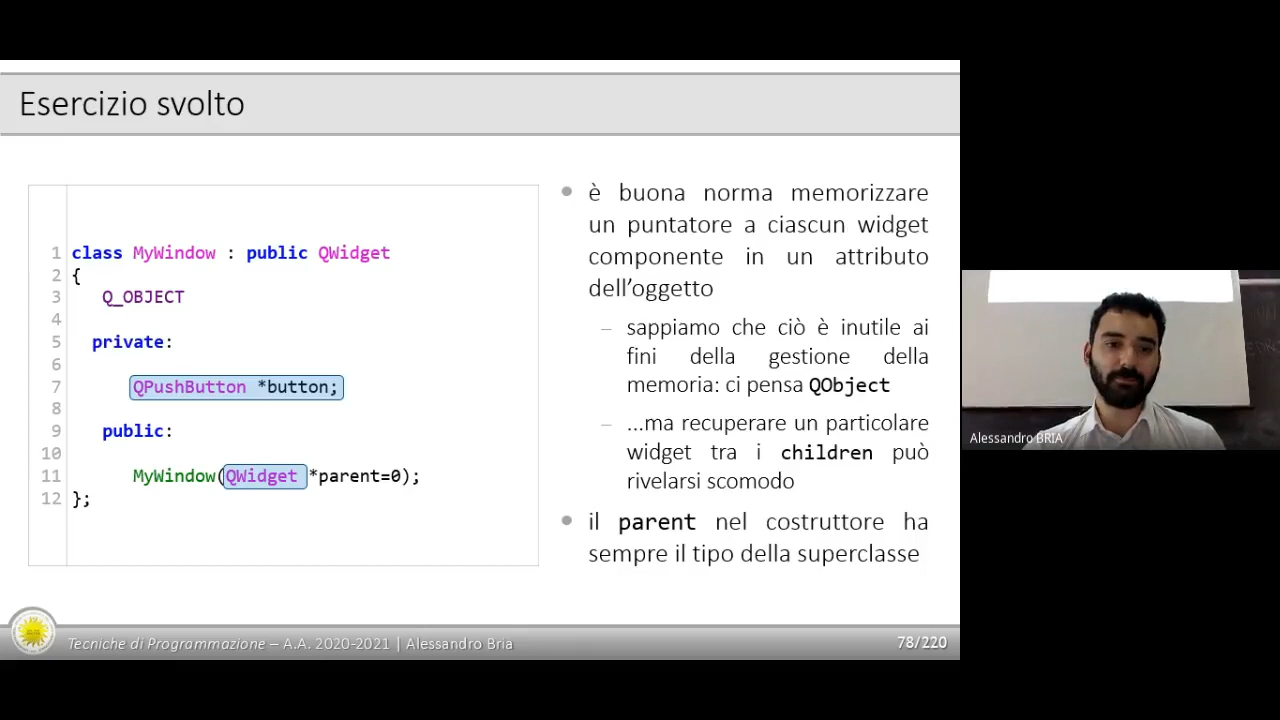 Esercizio svolto
1 class MyWindow : public QWidget
2 {
3 Q_OBJECT
4
5 private:
6
7 QPushButton *button;
8
9 public:
10
11 MyWindow(QWidget *parent=0);
12 };
è buona norma memorizzare
un puntatore a ciascun widget
componente in un attributo
dell’oggetto
– sappiamo che ciò è inutile ai
fini della gestione della
memoria: ci pensa QObject
– ...ma recuperare un particolare
widget tra i children può
rivelarsi scomodo
il parent nel costruttore ha
sempre il tipo della superclasse
Alessandro BRIA
Tecniche di Programmazione – A.A. 2020-2021 | Alessandro Bria
78/220